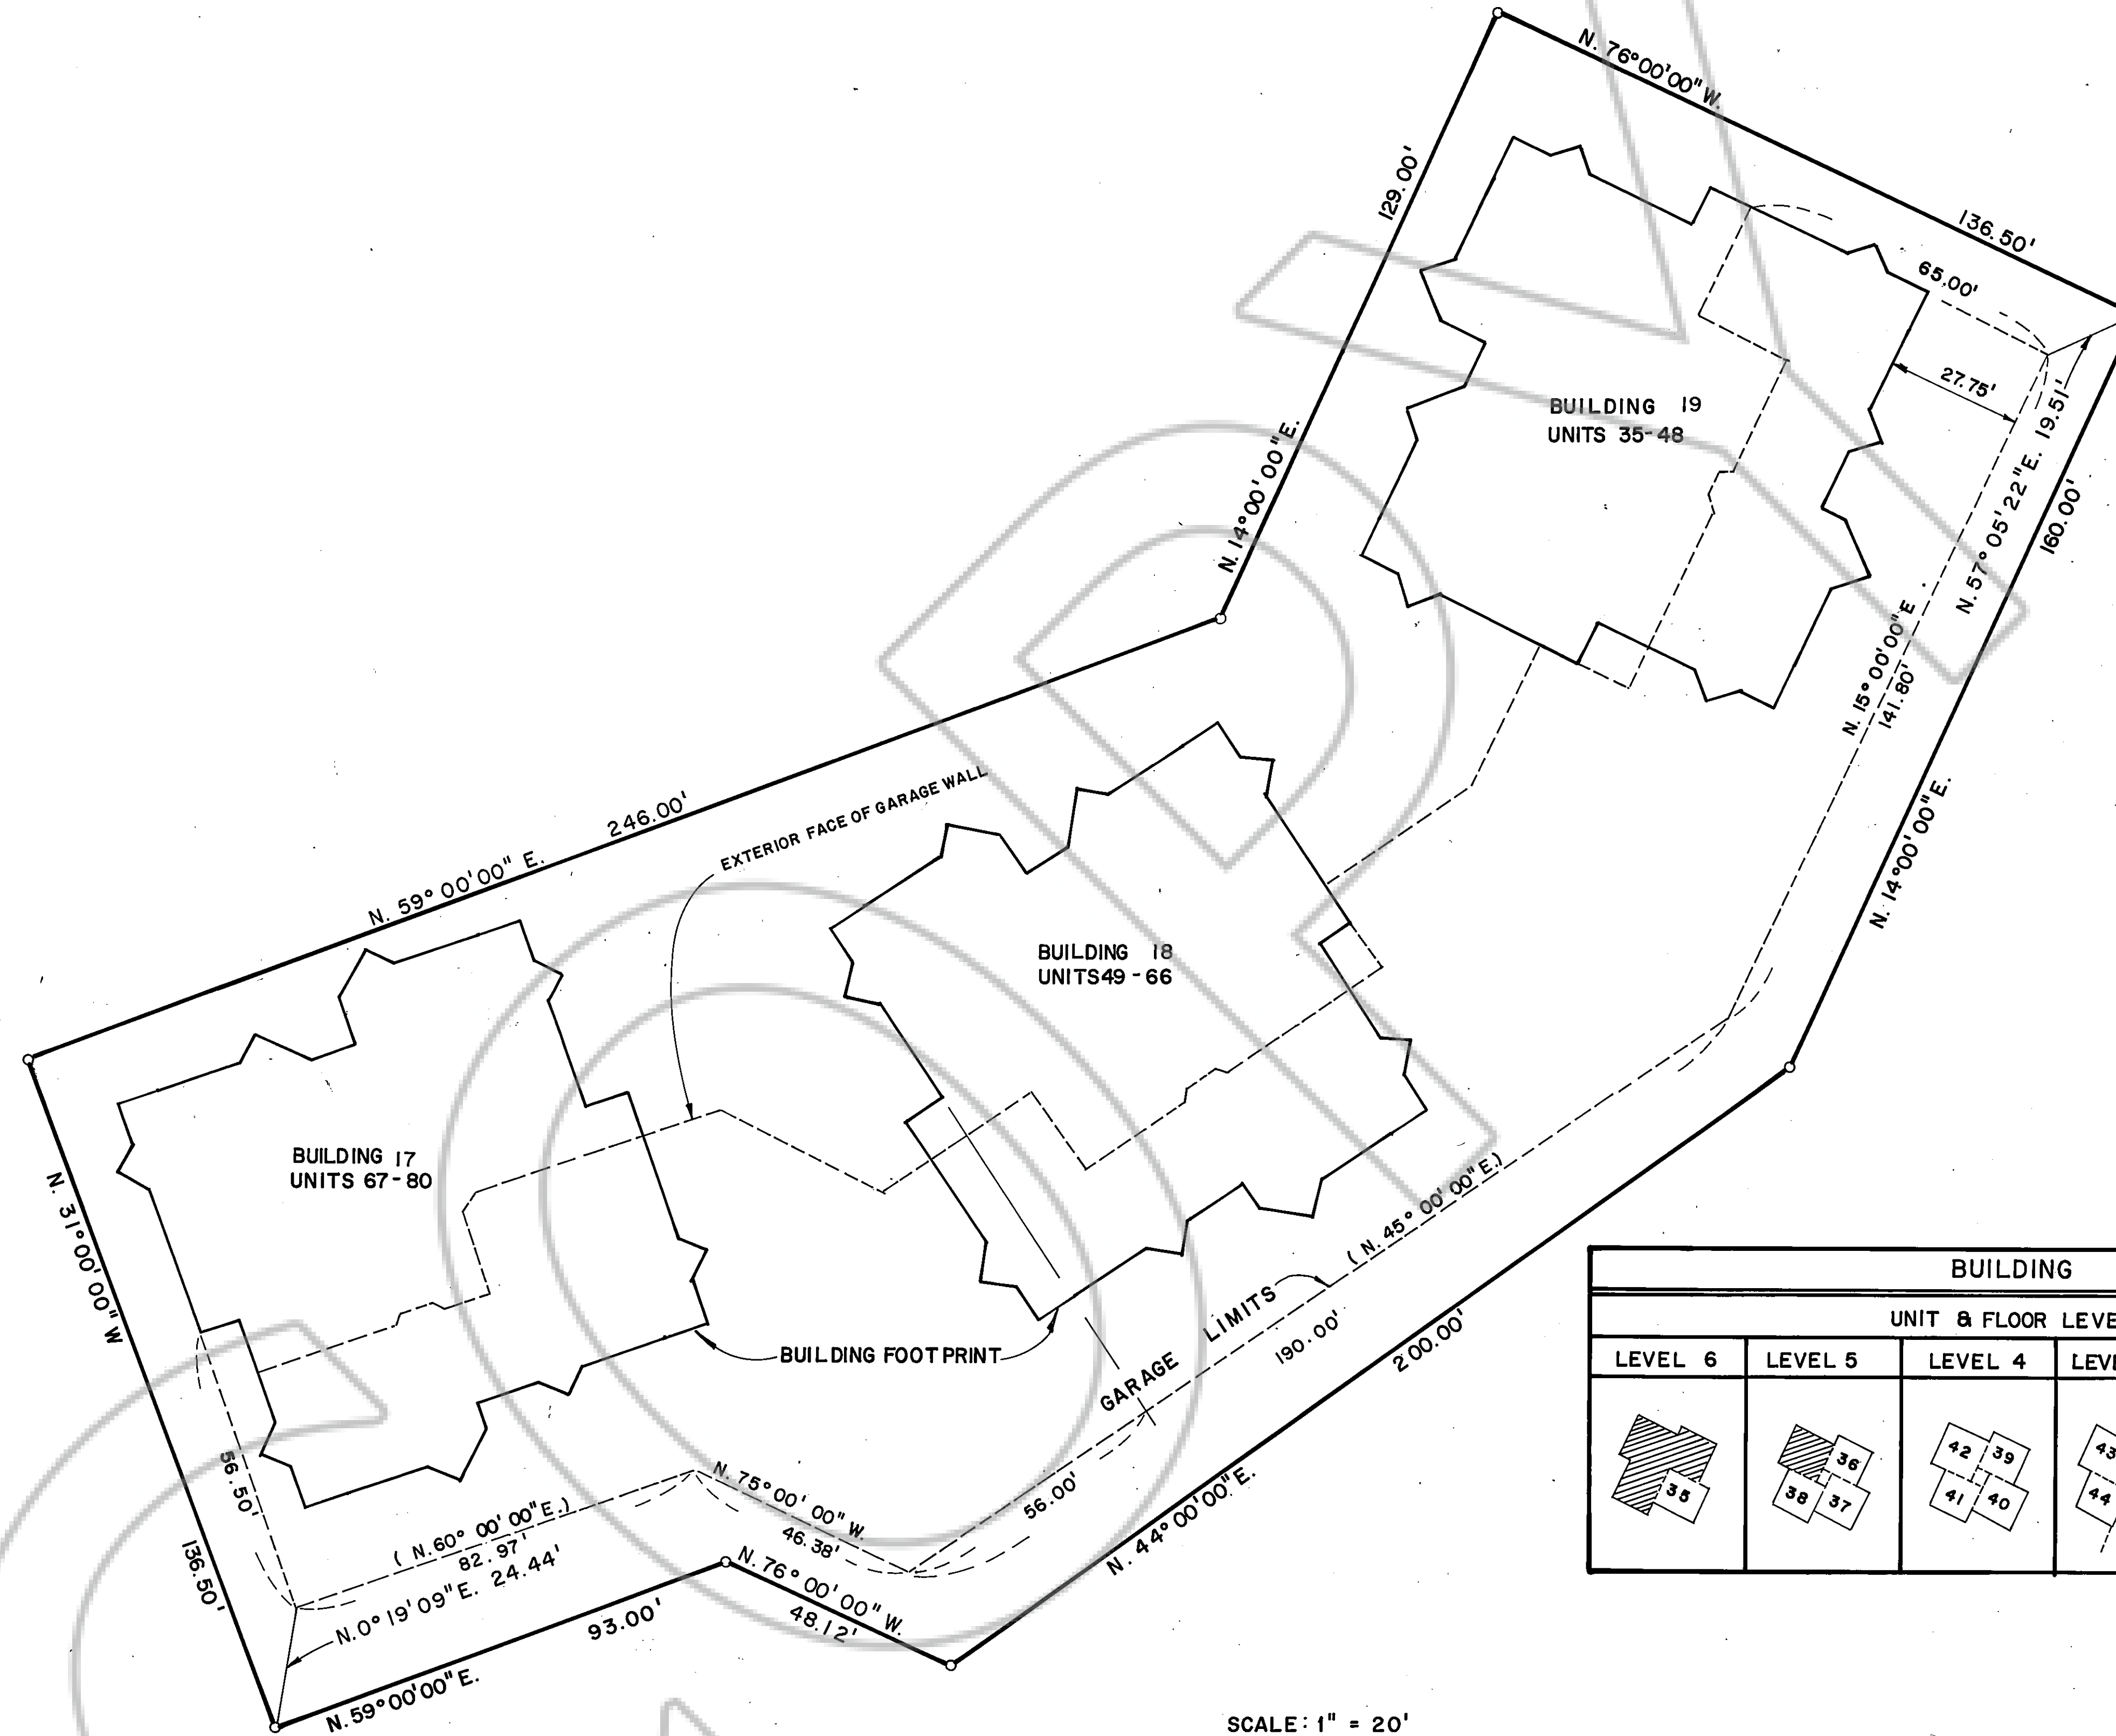 N. 76°00'00" W.
136.50'
129.00'
N. 14°00'00" E.
65.00'
27.75'
BUILDING 19
UNITS 35-48
N. 57° 05' 22" E. 19.51'
160.00'
N. 15°00'00" E
141.80'
N. 14°00'00" E.
246.00'
N. 59° 00'00" E.
EXTERIOR FACE OF GARAGE WALL
BUILDING 18
UNITS 49-66
BUILDING 17
UNITS 67-80
N. 31°00'00" W
136.50'
56.50'
BUILDING FOOTPRINT
GARAGE LIMITS
(N. 45° 00'00" E.)
190.00'
200.00'
N. 44°00'00" E.
56.00'
N. 75°00'00" W.
46.38'
(N. 60° 00'00" E.)
82.97'
N. 0° 19' 09" E. 24.44'
N. 76°00'00" W.
48.12'
93.00'
N. 59°00'00" E.
BUILDING
UNIT & FLOOR LEVE
LEVEL 6 LEVEL 5 LEVEL 4 LEVE
35
36
38 37
42 39
41 40
43
44
SCALE: 1" = 20'